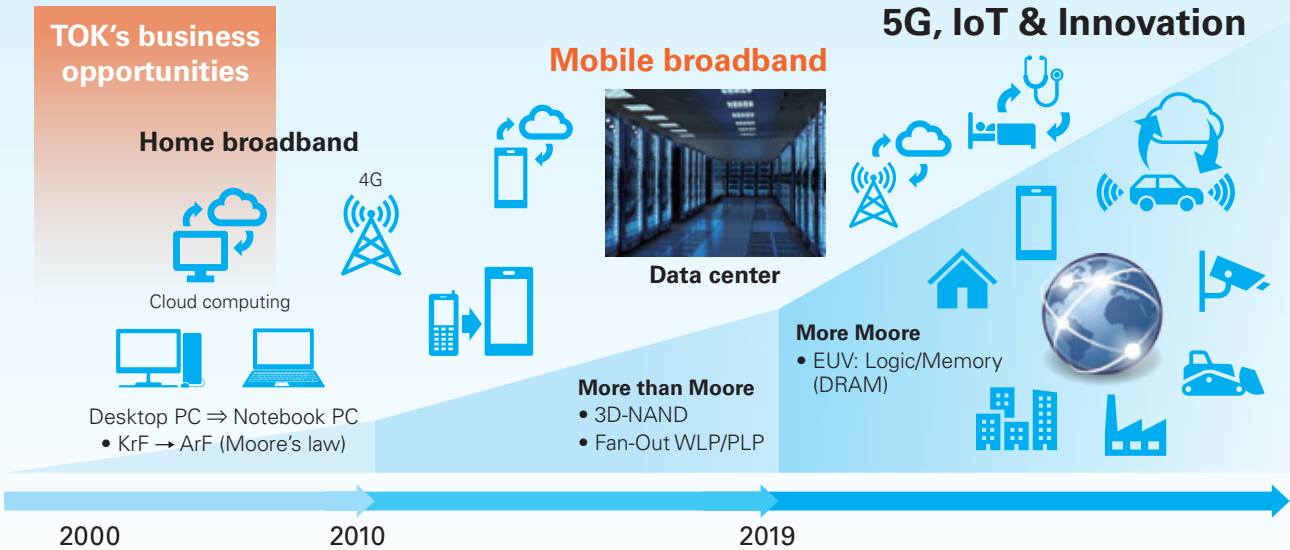 TOK's business
opportunities
Home broadband
4G
Cloud computing
Desktop PC ⇒ Notebook PC
• KrF → ArF (Moore's law)
Mobile broadband
Data center
More than Moore
• 3D-NAND
• Fan-Out WLP/PLP
5G, IoT & Innovation
More Moore
• EUV: Logic/Memory
(DRAM)
2000
2010
2019